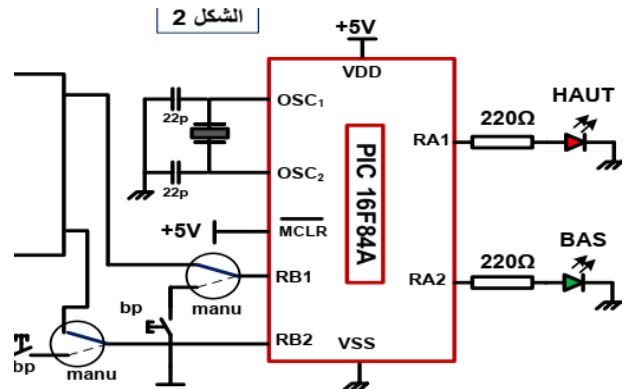 الشكل 2
+5V
VDD
HAUT
OSC1
220Ω
22p
RA1
PIC 16F84A
OSC2
22p
+5V
MCLR
BAS
220Ω
RB1
RA2
manu
bp
RB2
VSS
bp
manu